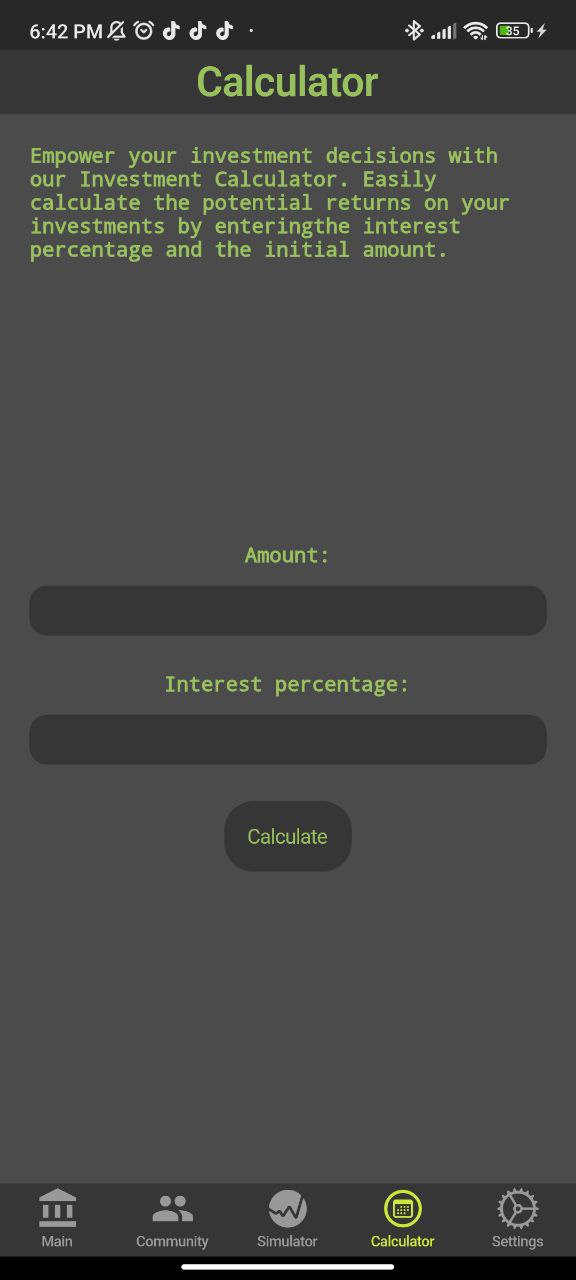 6:42 PM
35
Calculator
Empower your investment decisions with
our Investment Calculator. Easily
calculate the potential returns on your
investments by enteringthe interest
percentage and the initial amount.
Amount:
Interest percentage:
Calculate
Main Community Simulator Calculator Settings